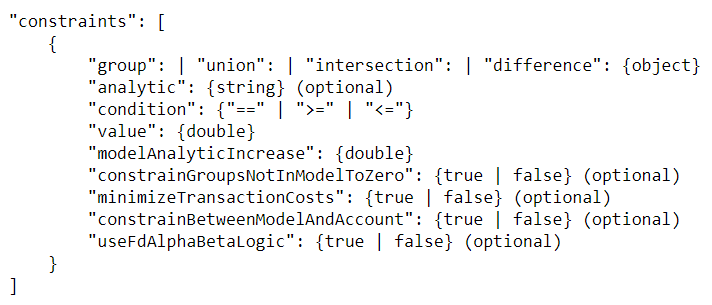 "constraints": [
    {
        "group": | "union": | "intersection": | "difference": {object}
        "analytic": {string} (optional)
        "condition": {"==" | ">=" | "<="}
        "value": {double}
        "modelAnalyticIncrease": {double}
        "constrainGroupsNotInModelToZero": {true | false} (optional)
        "minimizeTransactionCosts": {true | false} (optional)
        "constrainBetweenModelAndAccount": {true | false} (optional)
        "useFdAlphaBetaLogic": {true | false} (optional)
    }
]